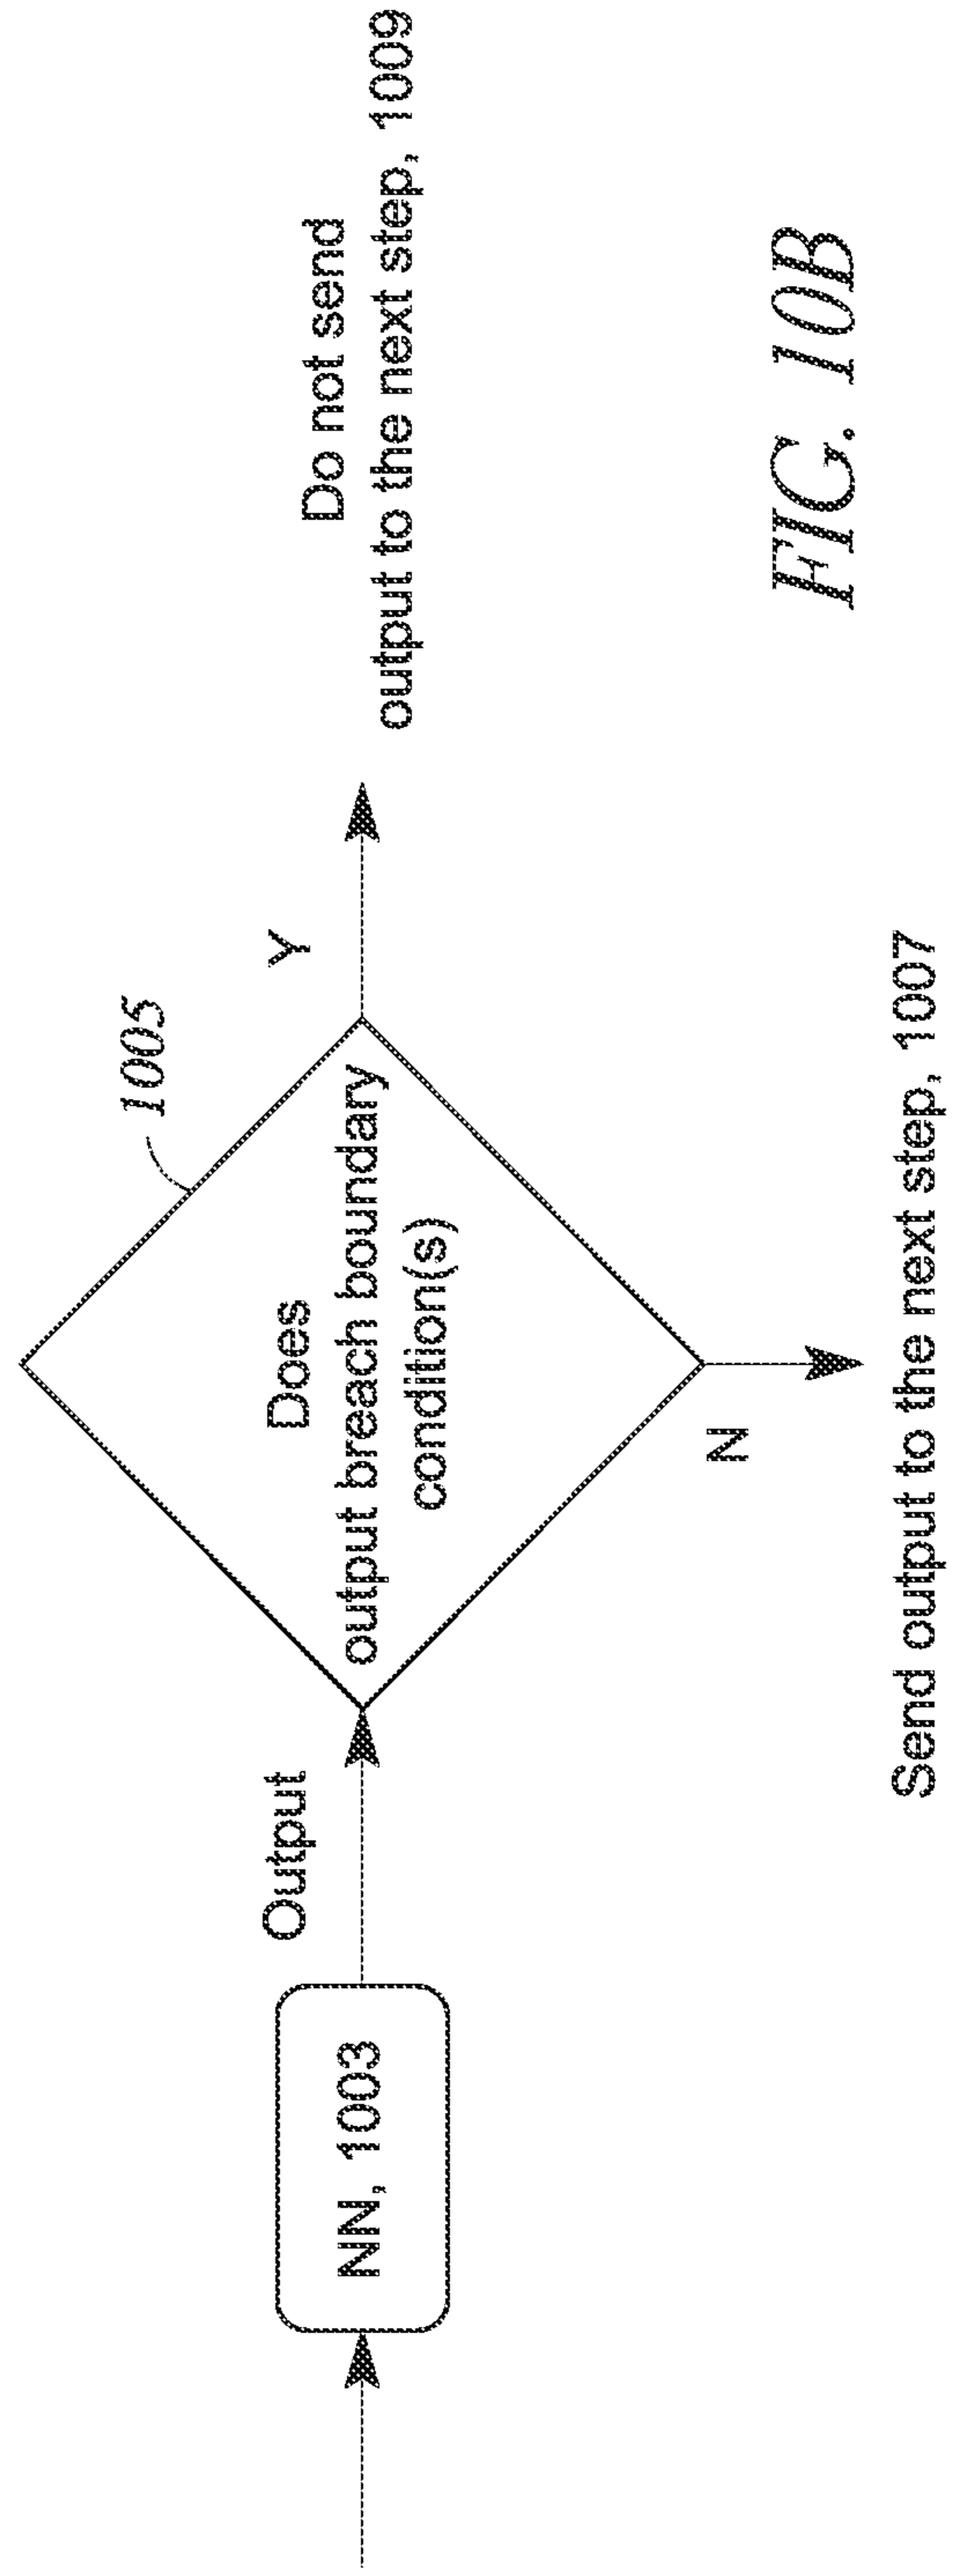 NN, 1003
Output
Does
output breach boundary
condition(s)
1005
Y
Do not send
output to the next step, 1009
N
Send output to the next step, 1007
FIG. 10B